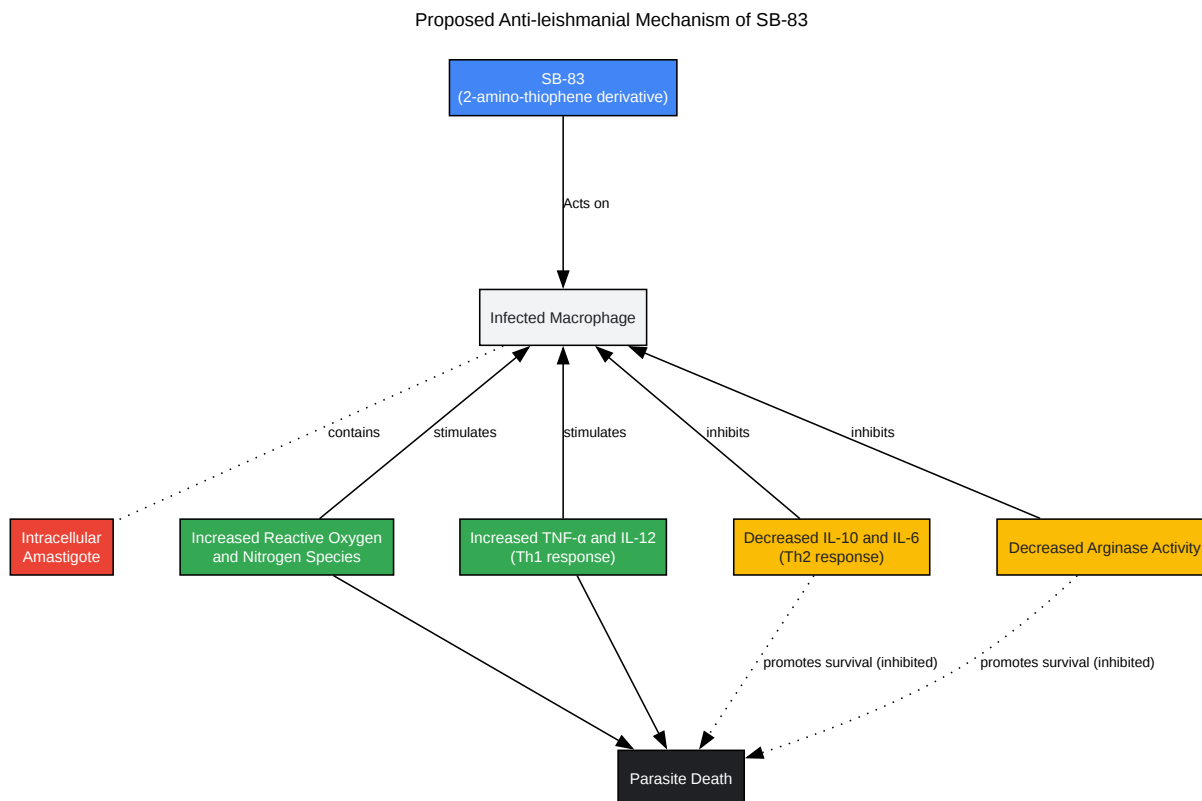 Proposed Anti-leishmanial Mechanism of SB-83
SB-83
(2-amino-thiophene derivative)
Acts on
Infected Macrophage
contains
stimulates
stimulates
inhibits
inhibits
Intracellular
Amastigote
Increased Reactive Oxygen
and Nitrogen Species
Increased TNF-α and IL-12
(Th1 response)
Decreased IL-10 and IL-6
(Th2 response)
Decreased Arginase Activity
promotes survival (inhibited)
promotes survival (inhibited)
Parasite Death